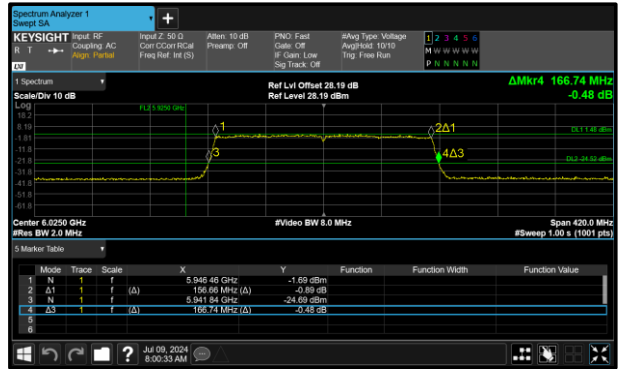 Spectrum Analyzer 1
Swept SA
KEYSIGHT Input: RF Input Z: 50 Ω Atten: 10 dB PNO: Fast #Avg Type: Voltage 1 2 3 4 5 6
R T Coupling: AC Corr CCorr RCal Preamp: Off Gate: Off Avg|Hold: 10/10 M W W W W W
Align: Partial Freq Ref: Int (S) IF Gain: Low Trig: Free Run
Sig Track: Off P N N N N N
1 Spectrum Ref Lvl Offset 28.19 dB ΔMkr4 166.74 MHz
Scale/Div 10 dB Ref Level 28.19 dBm -0.48 dB
Log FL2 5.9250 GHz
18.2
8.19 1 2Δ1 DL1 1.48 dBm
-1.81
-11.8 3 4Δ3
-21.8 DL2 -24.52 dBm
-31.8
-41.8
-51.8
-61.8
Center 6.0250 GHz #Video BW 8.0 MHz Span 420.0 MHz
#Res BW 2.0 MHz #Sweep 1.00 s (1001 pts)
5 Marker Table
Mode Trace Scale X Y Function Function Width Function Value
1 N 1 f 5.946 46 GHz -1.69 dBm
2 Δ1 1 f (Δ) 156.66 MHz (Δ) -0.89 dB
3 N 1 f 5.941 84 GHz -24.69 dBm
4 Δ3 1 f (Δ) 166.74 MHz (Δ) -0.48 dB
5
6
? Jul 09, 2024
8:00:33 AM